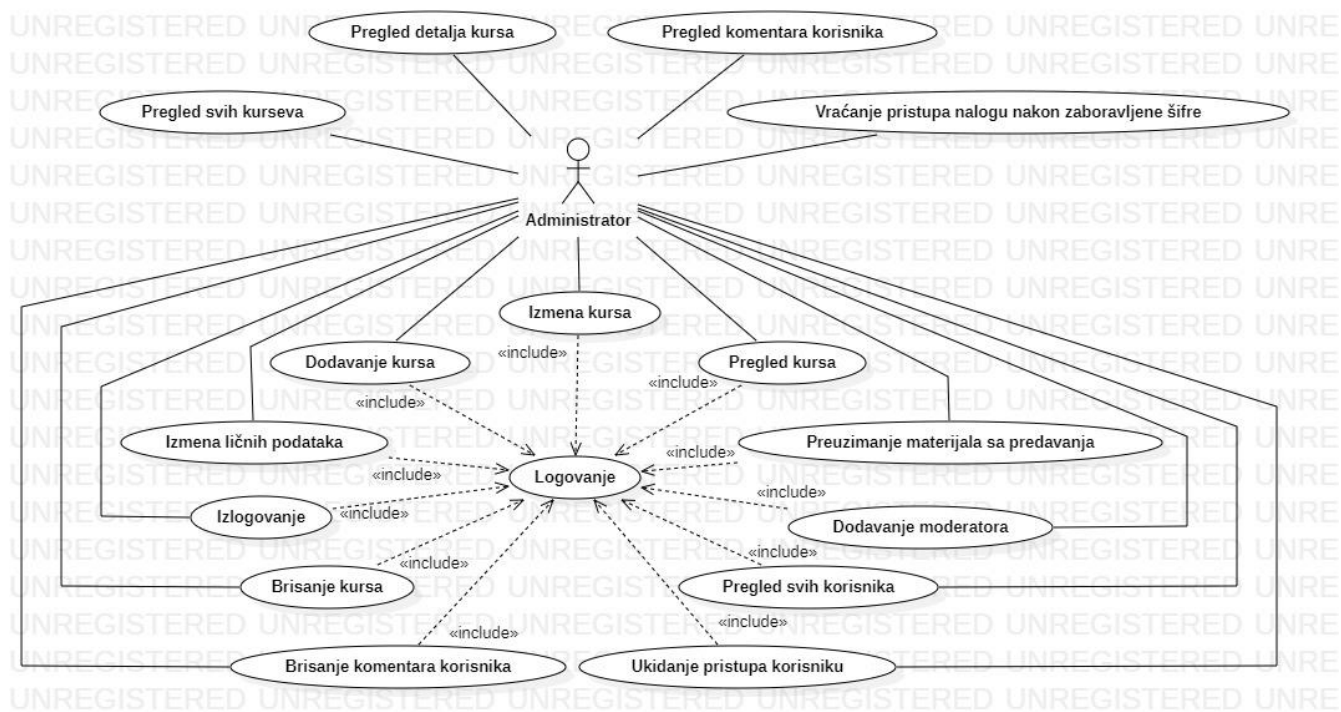 Pregled detalja kursa
Pregled komentara korisnika
Pregled svih kurseva
Vraćanje pristupa nalogu nakon zaboravljene šifre
Administrator
Izmena kursa
«include»
Dodavanje kursa
Pregled kursa
«include»
«include»
Izmena ličnih podataka
Preuzimanje materijala sa predavanja
«include»
«include»
Logovanje
«include»
Izlogovanje
«include»
Dodavanje moderatora
«include»
«include»
Brisanje kursa
Pregled svih korisnika
«include»
«include»
Brisanje komentara korisnika
Ukidanje pristupa korisniku
UNREGISTERED